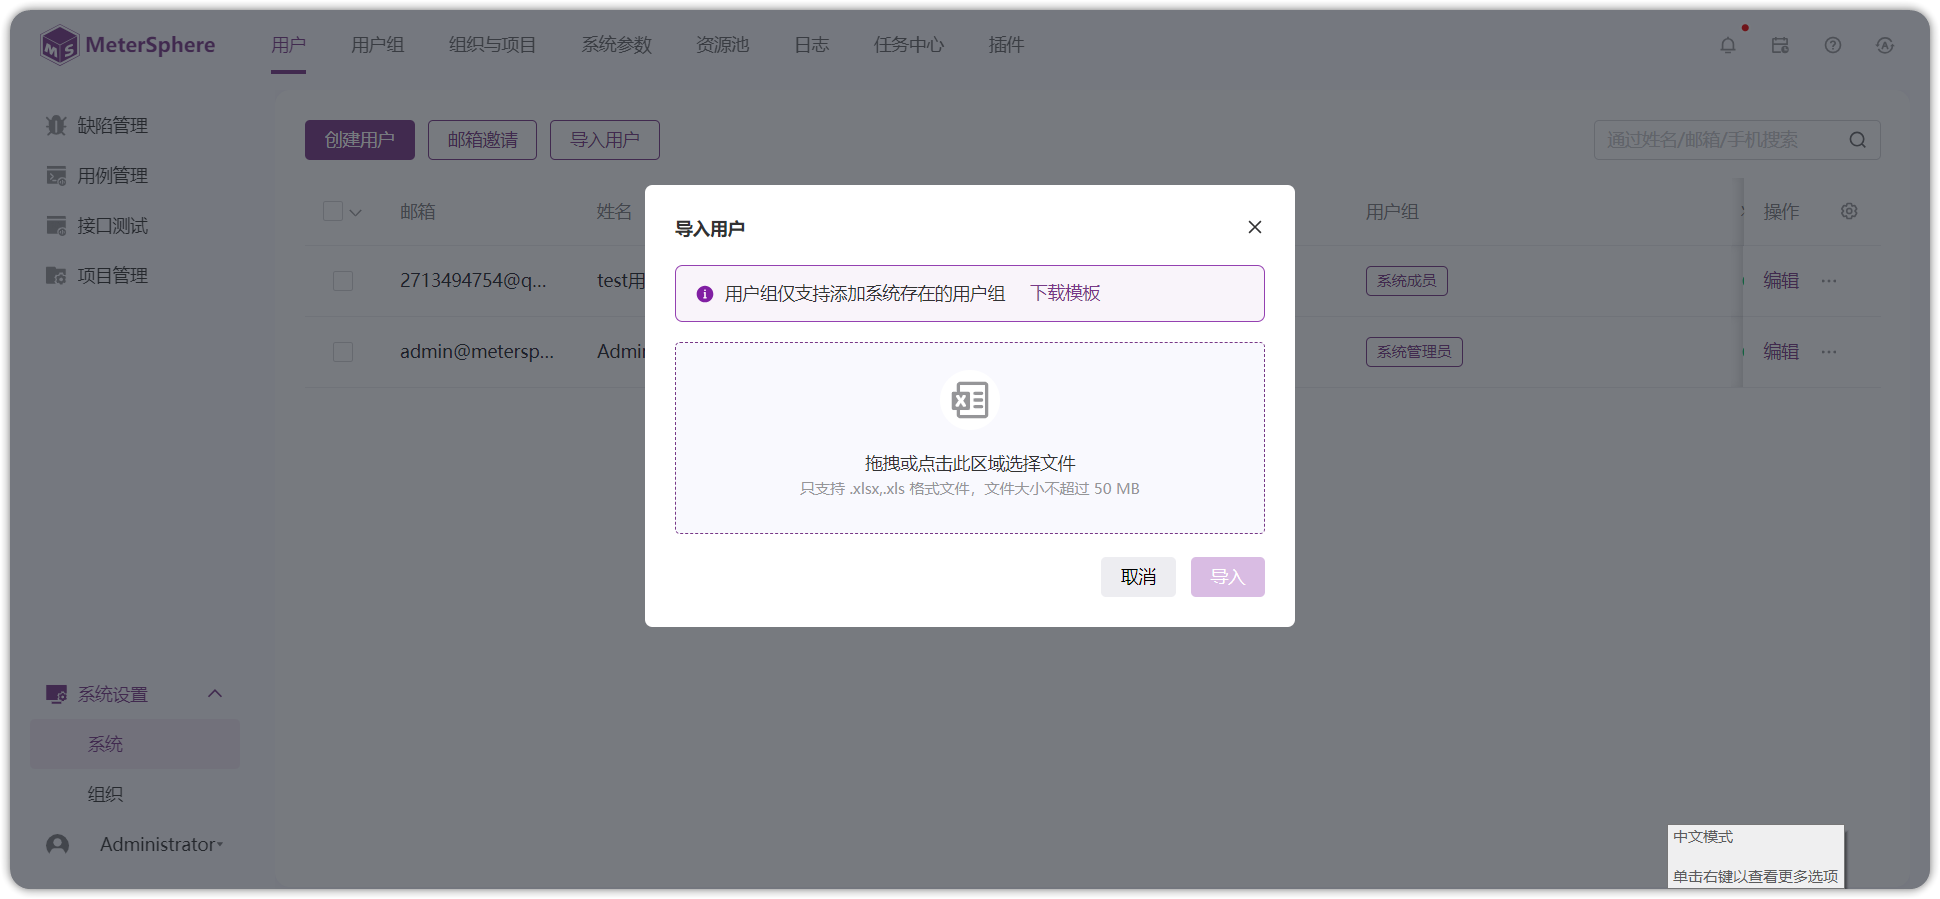 MeterSphere
用户
用户组
组织与项目
系统参数
资源池
日志
任务中心
插件
缺陷管理
用例管理
接口测试
项目管理
创建用户
邮箱邀请
导入用户
通过姓名/邮箱/手机搜索
邮箱
姓名
用户组
操作
2713494754@q...
test用
系统成员
编辑
admin@metersp...
Admi
系统管理员
编辑
导入用户
用户组仅支持添加系统存在的用户组
下载模板
拖拽或点击此区域选择文件
只支持 .xlsx,.xls 格式文件，文件大小不超过 50 MB
取消
导入
系统设置
系统
组织
Administrator
中文模式
单击右键以查看更多选项